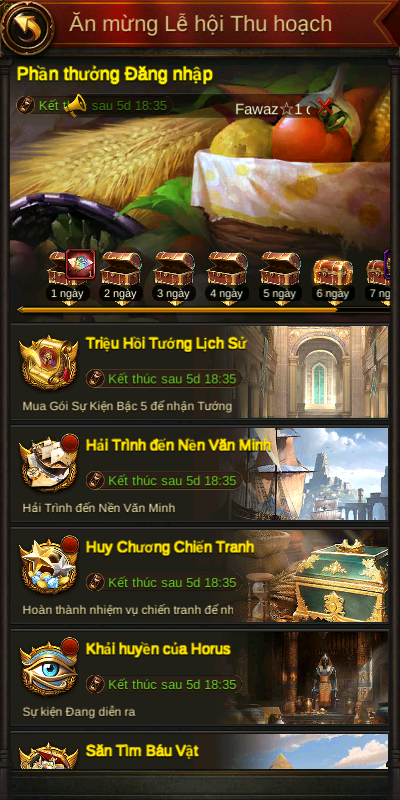 Ăn mừng Lễ hội Thu hoạch
Phần thưởng Đăng nhập
sau 5d 18:35
Fawaz☆1
1 ngày
2 ngày
3 ngày
4 ngày
5 ngày
6 ngày
Triệu Hồi Tướng Lịch Sử
Kết thúc sau 5d 18:35
Mua Gói Sự Kiện Bậc 5 để nhận Tướng
Hải Trình đến Nền Văn Minh
Kết thúc sau 5d 18:35
Hải Trình đến Nền Văn Minh
Huy Chương Chiến Tranh
Kết thúc sau 5d 18:35
Hoàn thành nhiệm vụ chiến tranh để nh
Khải huyền của Horus
Kết thúc sau 5d 18:35
Sự kiện Đang diễn ra
Săn Tìm Báu Vật